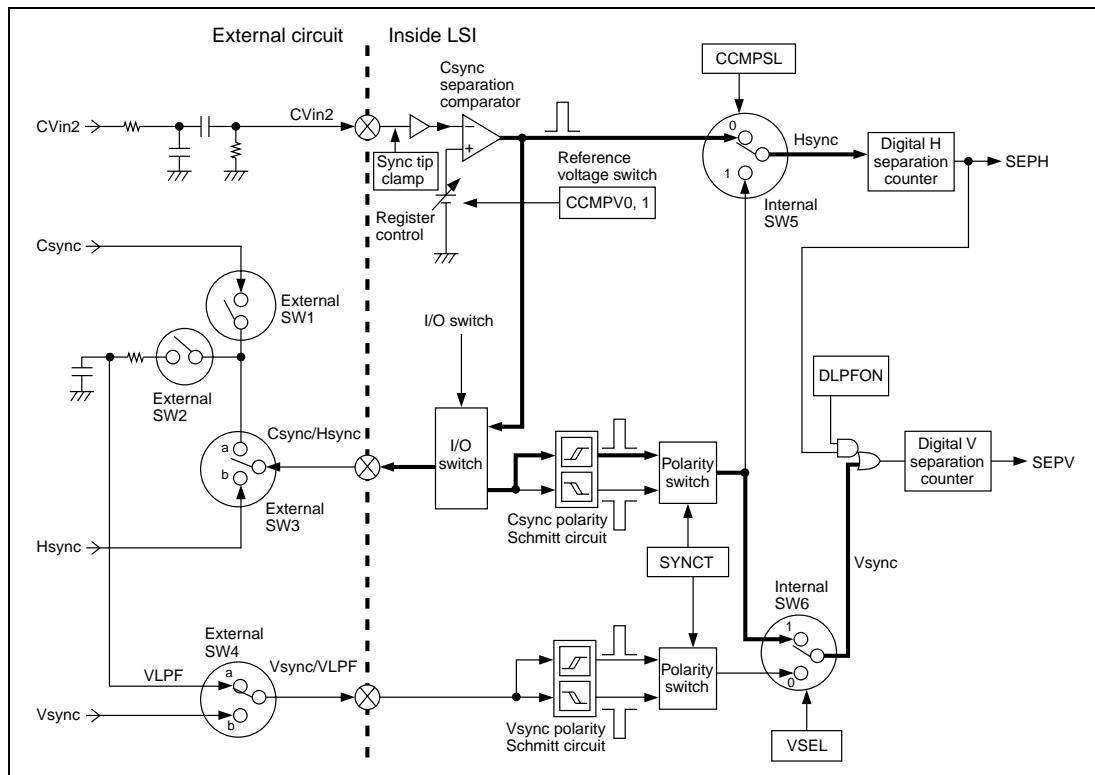 External circuit
Inside LSI
CVin2
CVin2
Csync
separation
comparator
−
+
Sync tip
clamp
Register
control
Reference
voltage switch
CCMPV0, 1
CCMPSL
0
1
Hsync
Internal
SW5
Digital H
separation
counter
SEPH
Csync
External
SW1
External
SW2
I/O switch
Csync/Hsync
a
b
External
SW3
Hsync
I/O
switch
Csync polarity
Schmitt circuit
Polarity
switch
SYNCT
DLPFON
Digital V
separation
counter
SEPV
Vsync
Internal
SW6
1
0
VSEL
External
SW4
a
b
VLPF
Vsync
Vsync/VLPF
Vsync polarity
Schmitt circuit
Polarity
switch